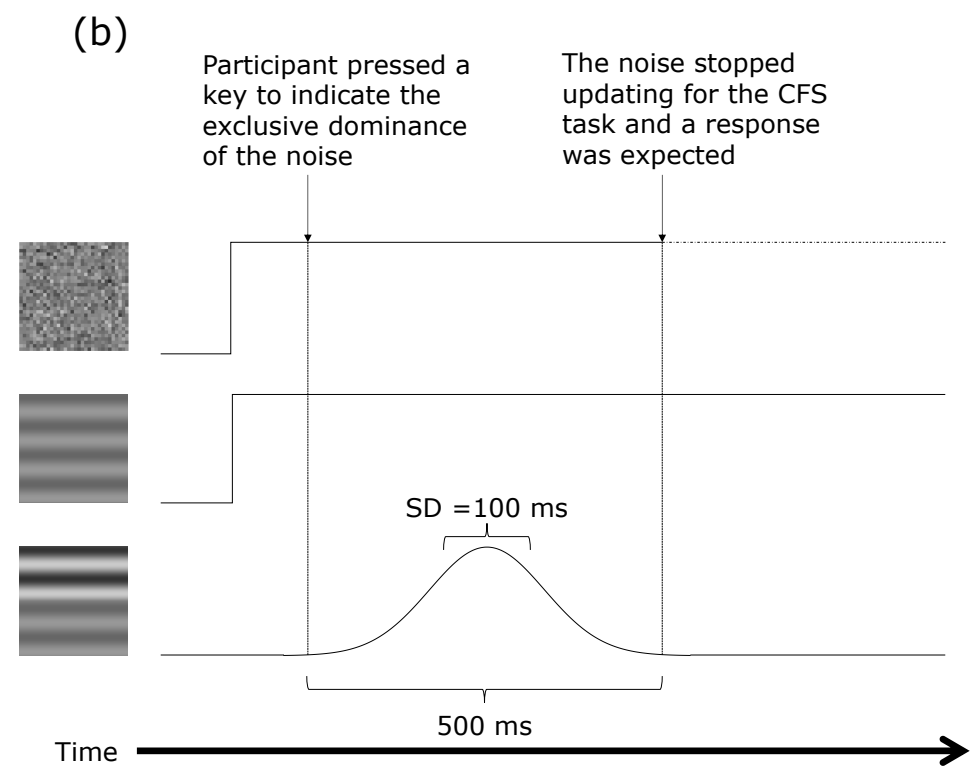 (b)
Participant pressed a
key to indicate the
exclusive dominance
of the noise
The noise stopped
updating for the CFS
task and a response
was expected
SD =100 ms
500 ms
Time